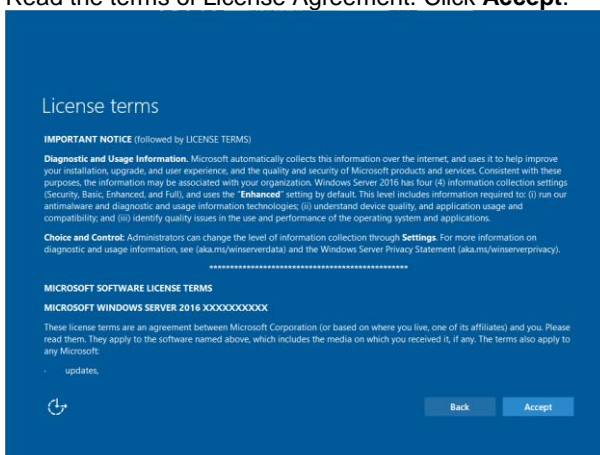 Read the terms of License Agreement. Click Accept.
License terms
IMPORTANT NOTICE (followed by LICENSE TERMS)
Diagnostic and Usage Information. Microsoft automatically collects this information over the internet, and uses it to help improve
your installation, upgrade, and user experience, and the quality and security of Microsoft products and services. Consistent with these
purposes, the information may be associated with your organization. Windows Server 2016 has four (4) information collection settings
(Security, Basic, Enhanced, and Full), and uses the "Enhanced" setting by default. This level includes information required to: (i) run our
antimalware and diagnostic and usage information technologies; (ii) understand device quality, and application usage and
compatibility; and (iii) identify quality issues in the use and performance of the operating system and applications.
Choice and Control: Administrators can change the level of information collection through Settings. For more information on
diagnostic and usage information, see (aka.ms/winserverdata) and the Windows Server Privacy Statement (aka.ms/winserverprivacy).
************************************************
MICROSOFT SOFTWARE LICENSE TERMS
MICROSOFT WINDOWS SERVER 2016 XXXXXXXXXX
These license terms are an agreement between Microsoft Corporation (or based on where you live, one of its affiliates) and you. Please
read them. They apply to the software named above, which includes the media on which you received it, if any. The terms also apply to
any Microsoft:
· updates,
Back Accept